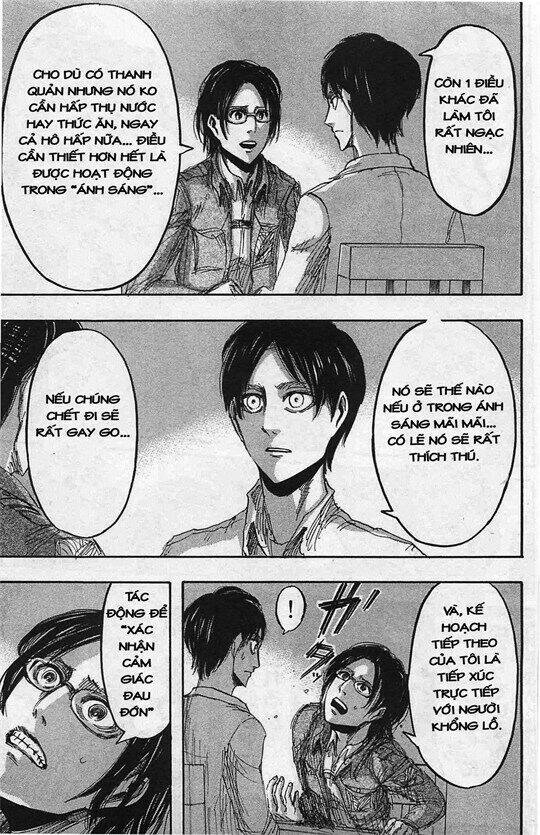 CÒN 1 ĐIỀU
KHÁC ĐÃ
LÀM TÔI
RẤT NGẠC
NHIÊN...
CHO DÙ CÓ THANH
QUẢN NHƯNG NÓ KO
CẦN HẤP THỤ NƯỚC
HAY THỨC ĂN, NGAY
CẢ HÔ HẤP NỮA... ĐIỀU
CẦN THIẾT HƠN HẾT LÀ
ĐƯỢC HOẠT ĐỘNG
TRONG "ÁNH SÁNG"...
NÓ SẼ THẾ NÀO
NẾU Ở TRONG ÁNH
SÁNG MÃI MÃI...
CÓ LẼ NÓ SẼ RẤT
THÍCH THÚ.
NẾU CHÚNG
CHẾT ĐI SẼ
RẤT GAY GO...
VÀ, KẾ
HOẠCH
TIẾP THEO
CỦA TÔI LÀ
TIẾP XÚC
TRỰC TIẾP
VỚI NGƯỜI
KHỔNG LỒ.
!
TÁC
ĐỘNG ĐỂ
"XÁC
NHẬN
CẢM
GIÁC
ĐAU
ĐỚN"